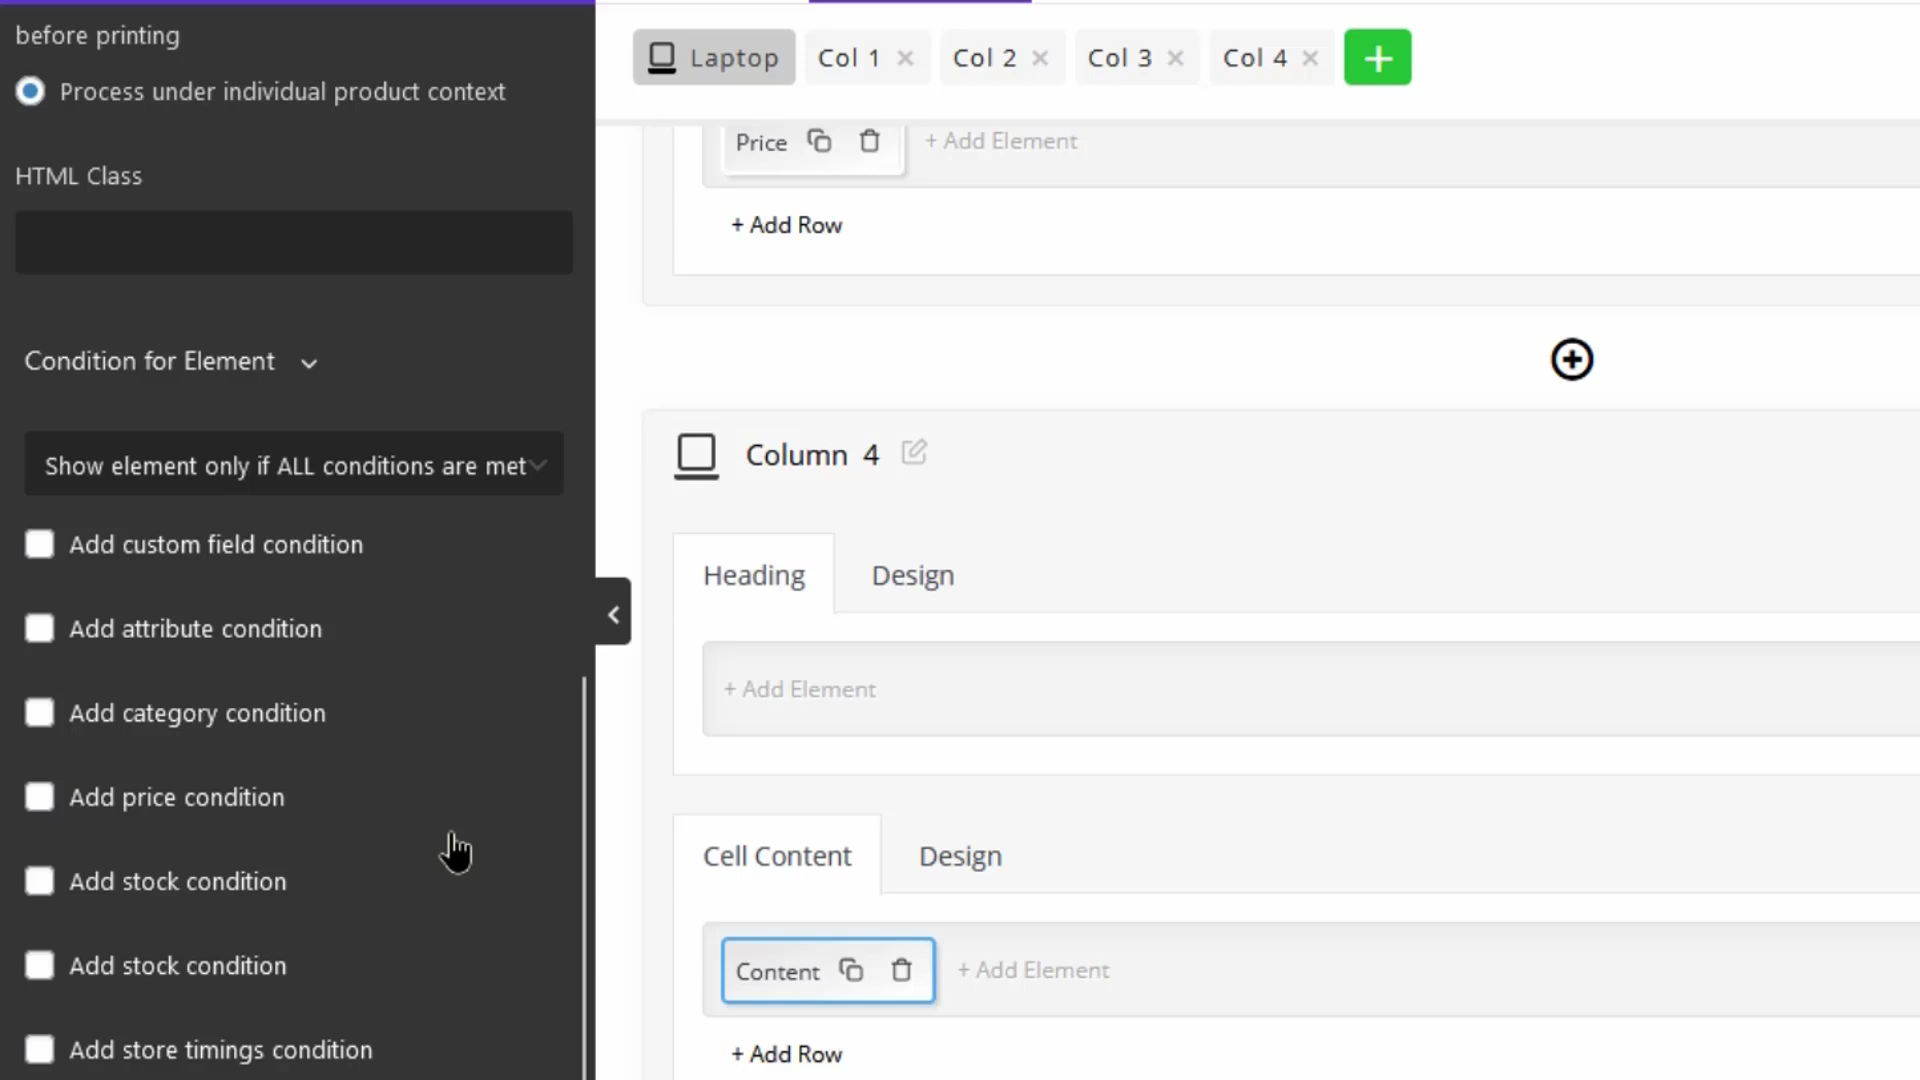 before printing
Process under individual product context
HTML Class
Condition for Element
Show element only if ALL conditions are met
Add custom field condition
Add attribute condition
Add category condition
Add price condition
Add stock condition
Add stock condition
Add store timings condition
Laptop
Col 1 ×
Col 2 ×
Col 3 ×
Col 4 ×
+
Price
+ Add Element
+ Add Row
Column 4
Heading
Design
+ Add Element
Cell Content
Design
Content
+ Add Element
+ Add Row